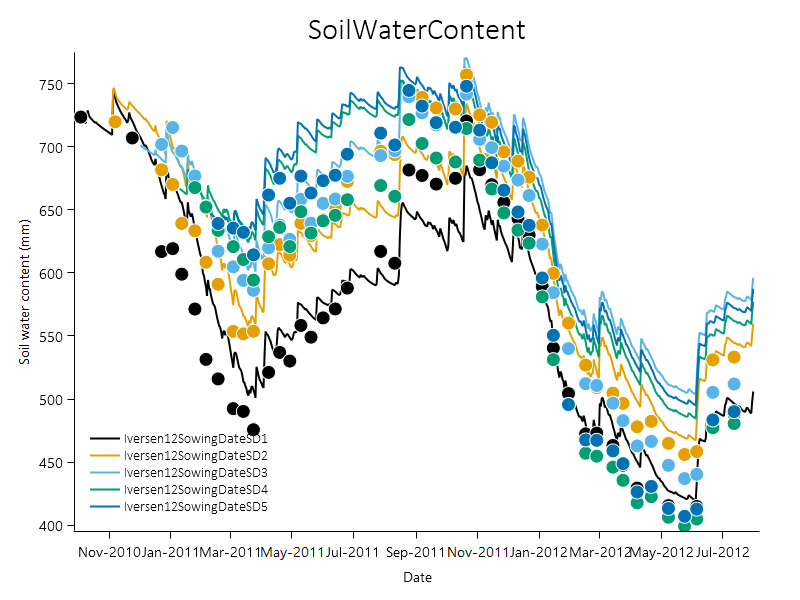 SoilWaterContent
750
700
650
600
550
500
450
400
Soil water content (mm)
Iversen12SowingDateSD1
Iversen12SowingDateSD2
Iversen12SowingDateSD3
Iversen12SowingDateSD4
Iversen12SowingDateSD5
Nov-2010 Jan-2011 Mar-2011 May-2011 Jul-2011 Sep-2011 Nov-2011 Jan-2012 Mar-2012 May-2012 Jul-2012
Date